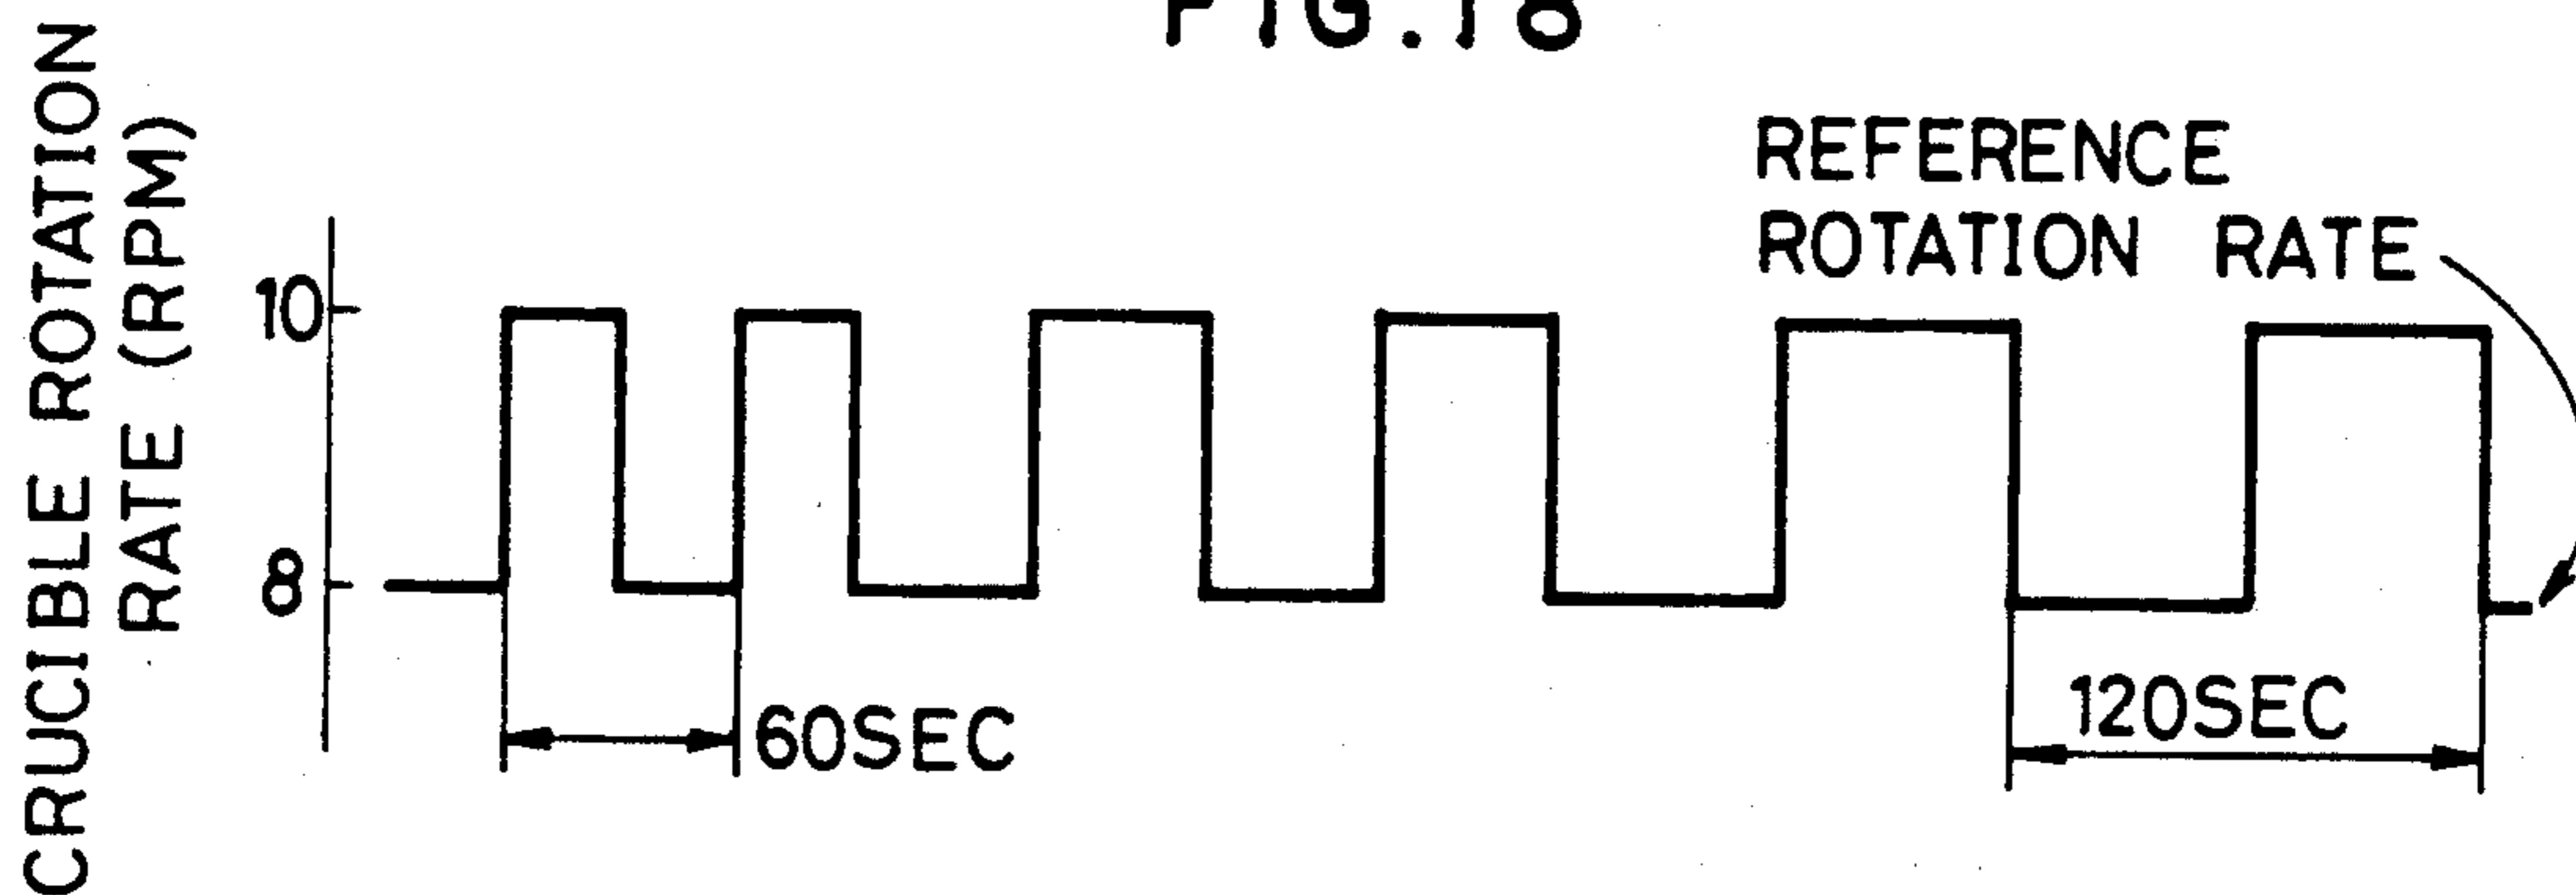 FIG.18
CRUCIBLE ROTATION
RATE (RPM)
10
8
REFERENCE
ROTATION RATE
60SEC
120SEC